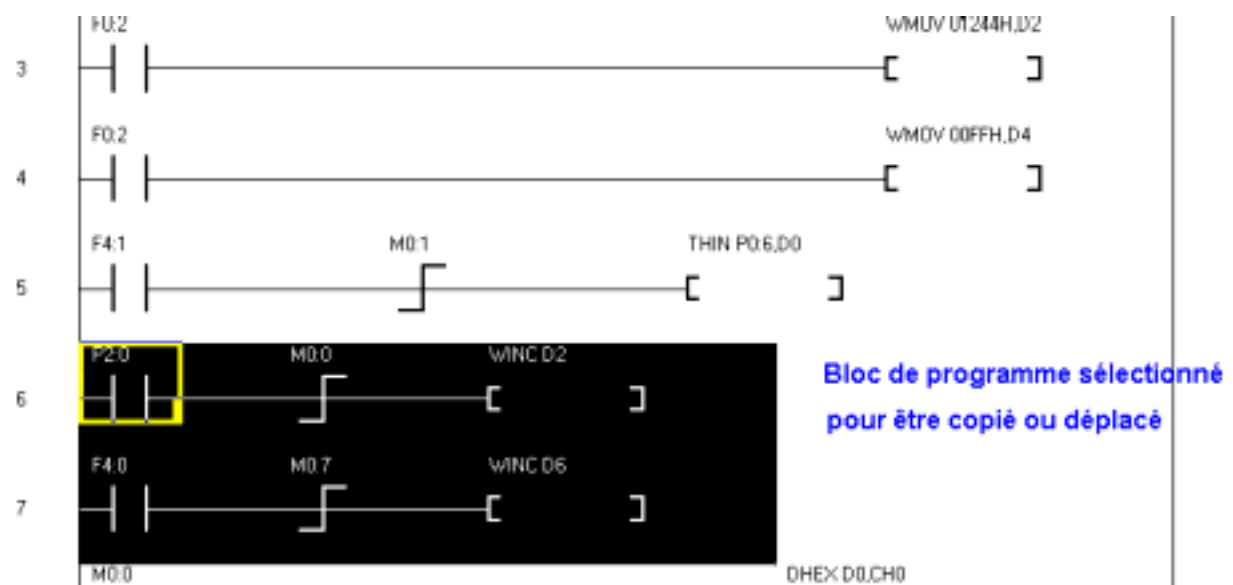 F0:2 WMOV 01244H,D2
3
F0:2 WMOV 00FFH,D4
4
F4:1 M0:1 THIN P0:6,D0
5
P2:0 M0:0 WINC D2
6
Bloc de programme sélectionné
pour être copié ou déplacé
F4:0 M0:7 WINC D6
7
M0:0 DHEX D0,CH0